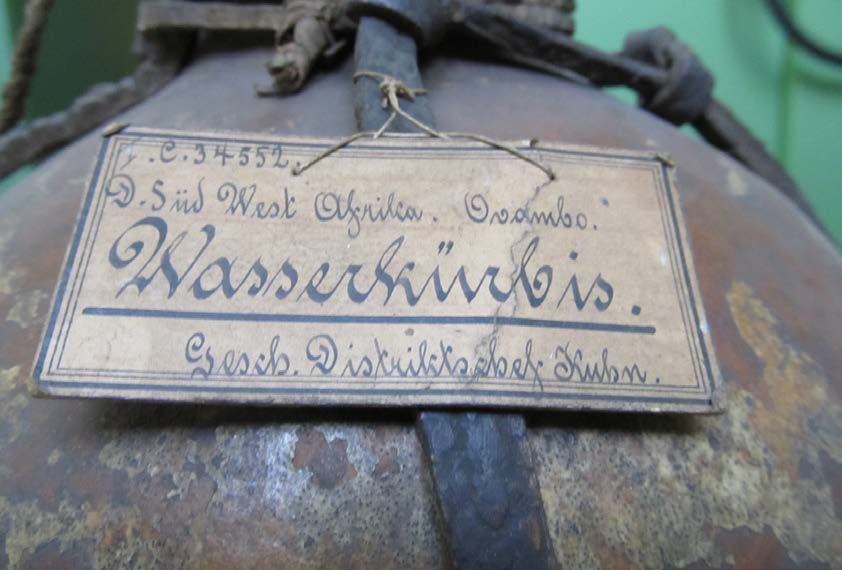 C.34552.
D. Süd West Afrika. Ovambo.
Wasserkürbis.
Gesch. Distriktschef Kuhn.